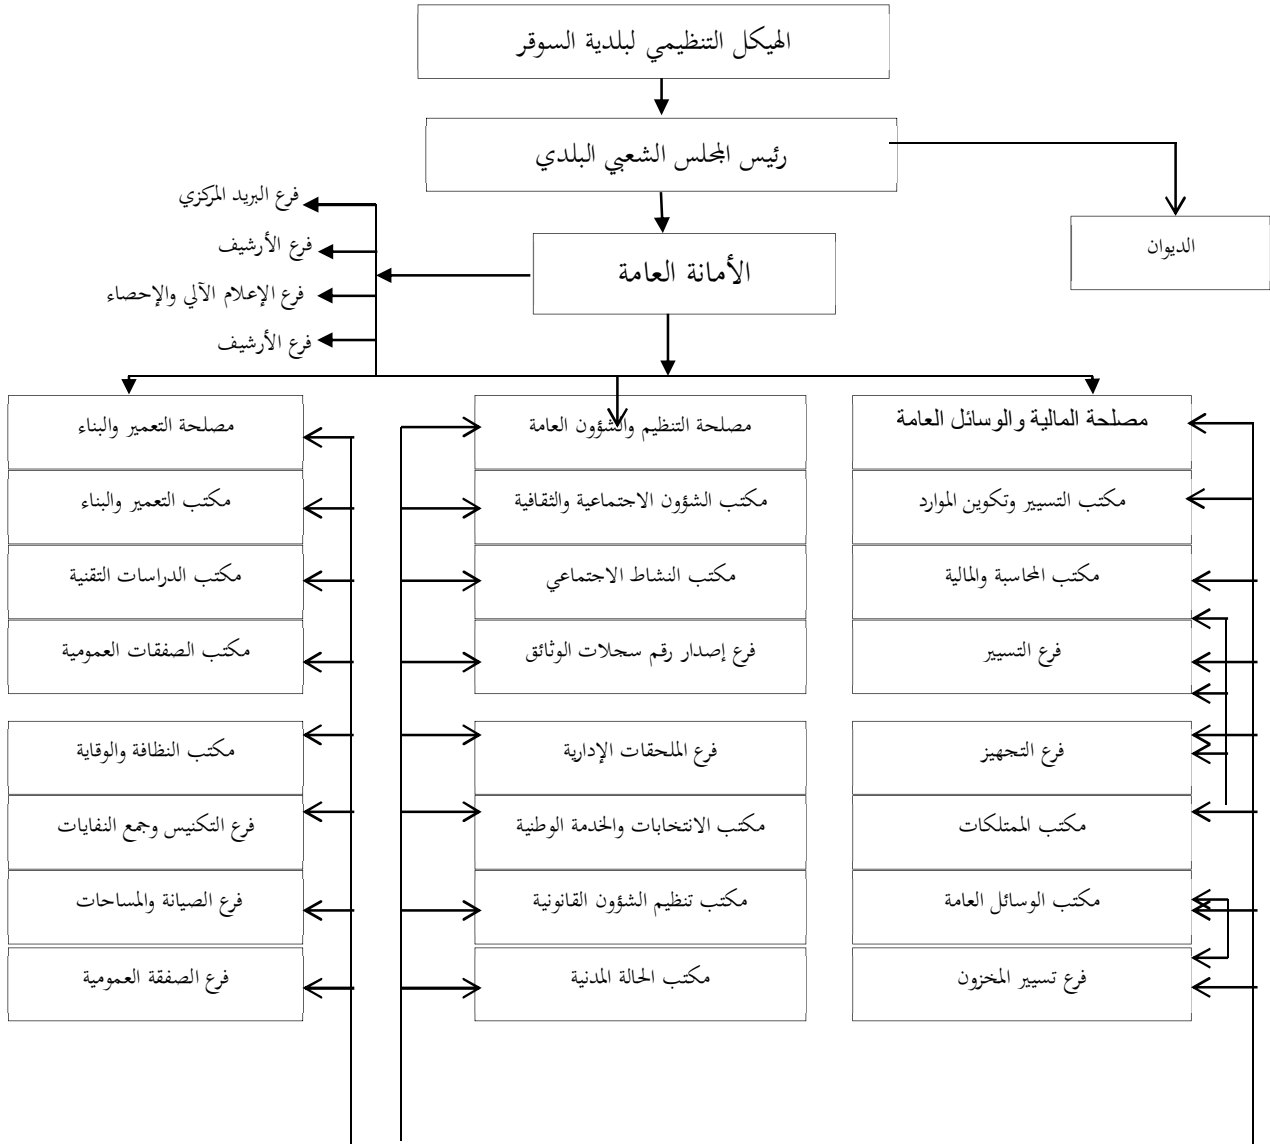 الهيكل التنظيمي لبلدية السوقر
رئيس المجلس الشعبي البلدي
الديوان
الأمانة العامة
فرع البريد المركزي
فرع الأرشيف
فرع الإعلام الآلي والإحصاء
فرع الأرشيف
مصلحة المالية والوسائل العامة
مكتب التسيير وتكوين الموارد
مكتب المحاسبة والمالية
فرع التسيير
فرع التجهيز
مكتب الممتلكات
مكتب الوسائل العامة
فرع تسيير المخزون
مصلحة التنظيم والشؤون العامة
مكتب الشؤون الاجتماعية والثقافية
مكتب النشاط الاجتماعي
فرع إصدار رقم سجلات الوثائق
فرع الملحقات الإدارية
مكتب الانتخابات والخدمة الوطنية
مكتب تنظيم الشؤون القانونية
مكتب الحالة المدنية
مصلحة التعمير والبناء
مكتب التعمير والبناء
مكتب الدراسات التقنية
مكتب الصفقات العمومية
مكتب النظافة والوقاية
فرع التكنيس وجمع النفايات
فرع الصيانة والمساحات
فرع الصفقة العمومية